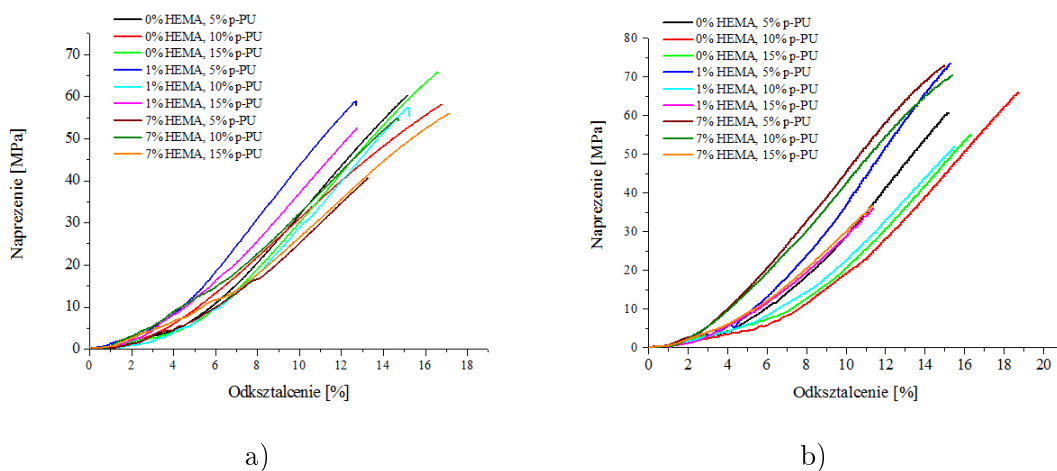 0% HEMA, 5% p-PU
0% HEMA, 10% p-PU
0% HEMA, 15% p-PU
1% HEMA, 5% p-PU
1% HEMA, 10% p-PU
1% HEMA, 15% p-PU
7% HEMA, 5% p-PU
7% HEMA, 10% p-PU
7% HEMA, 15% p-PU
70
60
50
40
30
20
10
0
Naprezenie [MPa]
0 2 4 6 8 10 12 14 16 18
Odksztalcenie [%]
a)
0% HEMA, 5% p-PU
0% HEMA, 10% p-PU
0% HEMA, 15% p-PU
1% HEMA, 5% p-PU
1% HEMA, 10% p-PU
1% HEMA, 15% p-PU
7% HEMA, 5% p-PU
7% HEMA, 10% p-PU
7% HEMA, 15% p-PU
80
70
60
50
40
30
20
10
0
Naprezenie [MPa]
0 2 4 6 8 10 12 14 16 18 20
Odksztalcenie [%]
b)